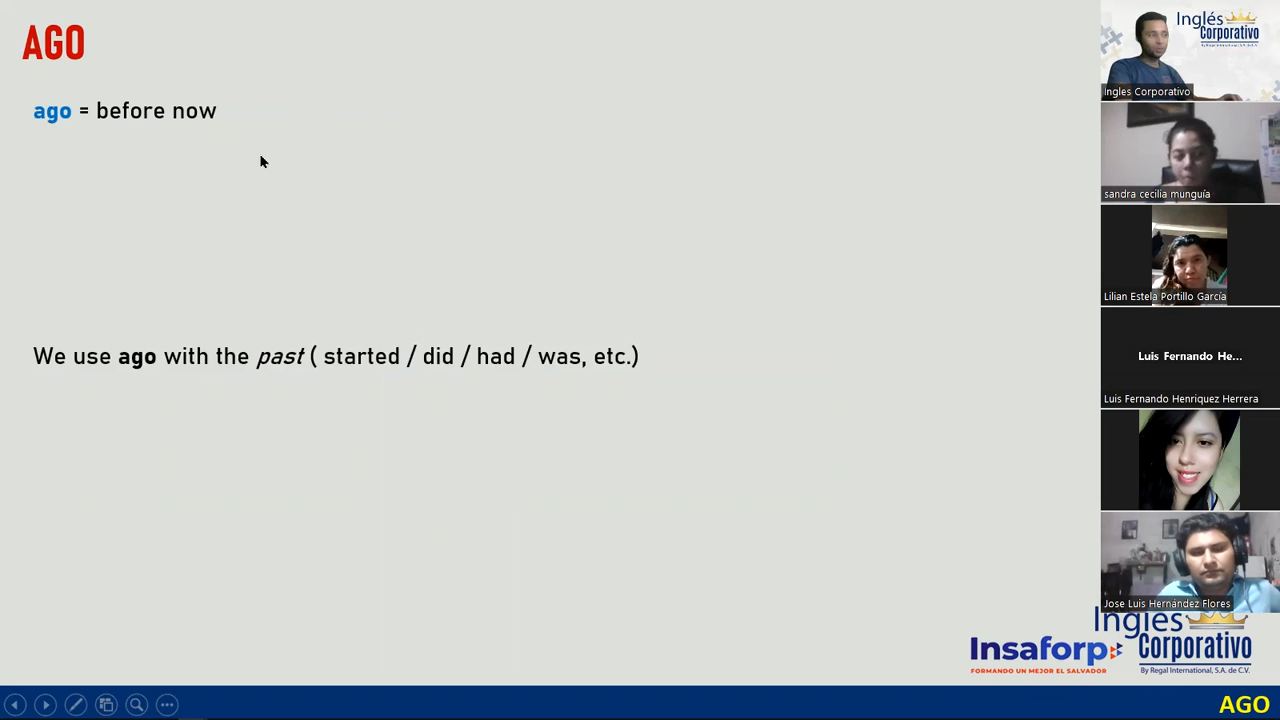 AGO
ago = before now
We use ago with the past ( started / did / had / was, etc.)
Inglés
Corporativo
Ingles Corporativo
sandra cecilia munguía
Lilian Estela Portillo García
Luis Fernando He...
Luis Fernando Henriquez Herrera
Jose Luis Hernández Flores
Insaforp
FORMANDO UN MEJOR EL SALVADOR
Inglés
Corporativo
By Regal International, S.A. de C.V.
AGO